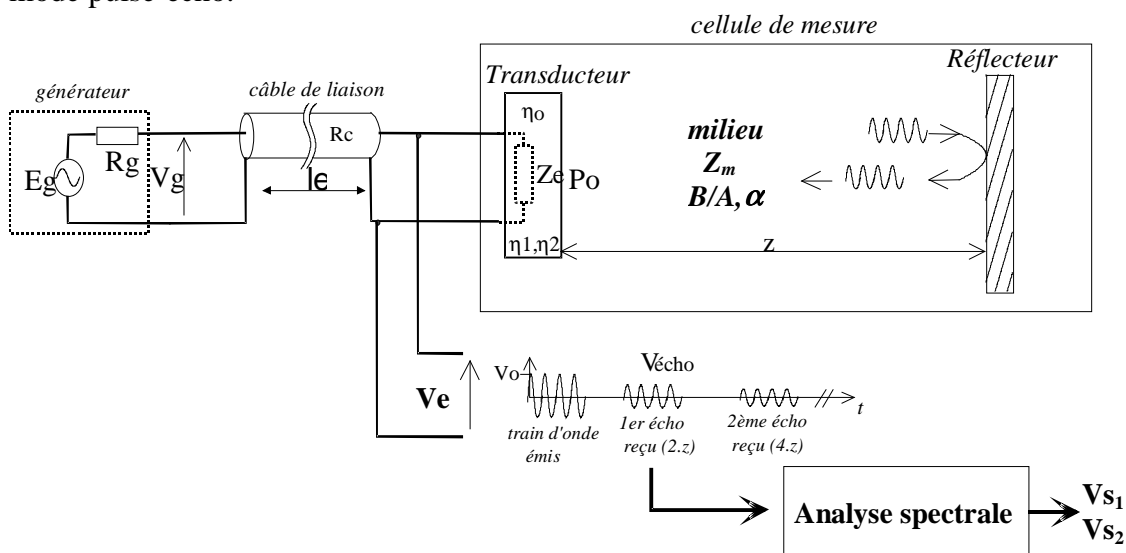 mode pulse-écho.
cellule de mesure
Transducteur
Réflecteur
générateur
câble de liaison
ηo
Rc
milieu
Rg
Zm
Eg
Vg
le
Ze
Po
B/A, α
η1,η2
z
Vécho
Vo
Ve
t
1er écho
2ème écho
train d'onde
reçu (2.z)
reçu (4.z)
émis
Analyse spectrale
Vs1
Vs2